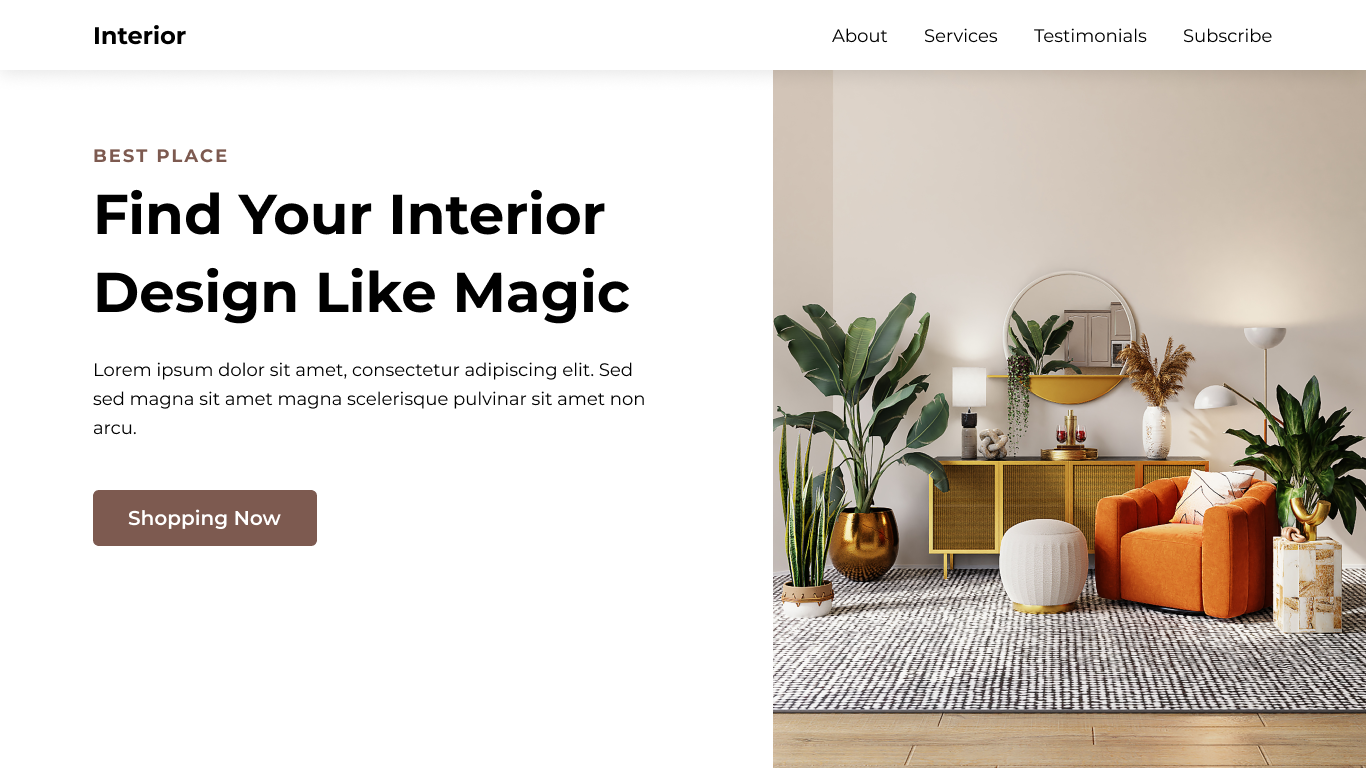 Interior
About
Services
Testimonials
Subscribe
BEST PLACE
Find Your Interior
Design Like Magic
Lorem ipsum dolor sit amet, consectetur adipiscing elit. Sed
sed magna sit amet magna scelerisque pulvinar sit amet non
arcu.
Shopping Now